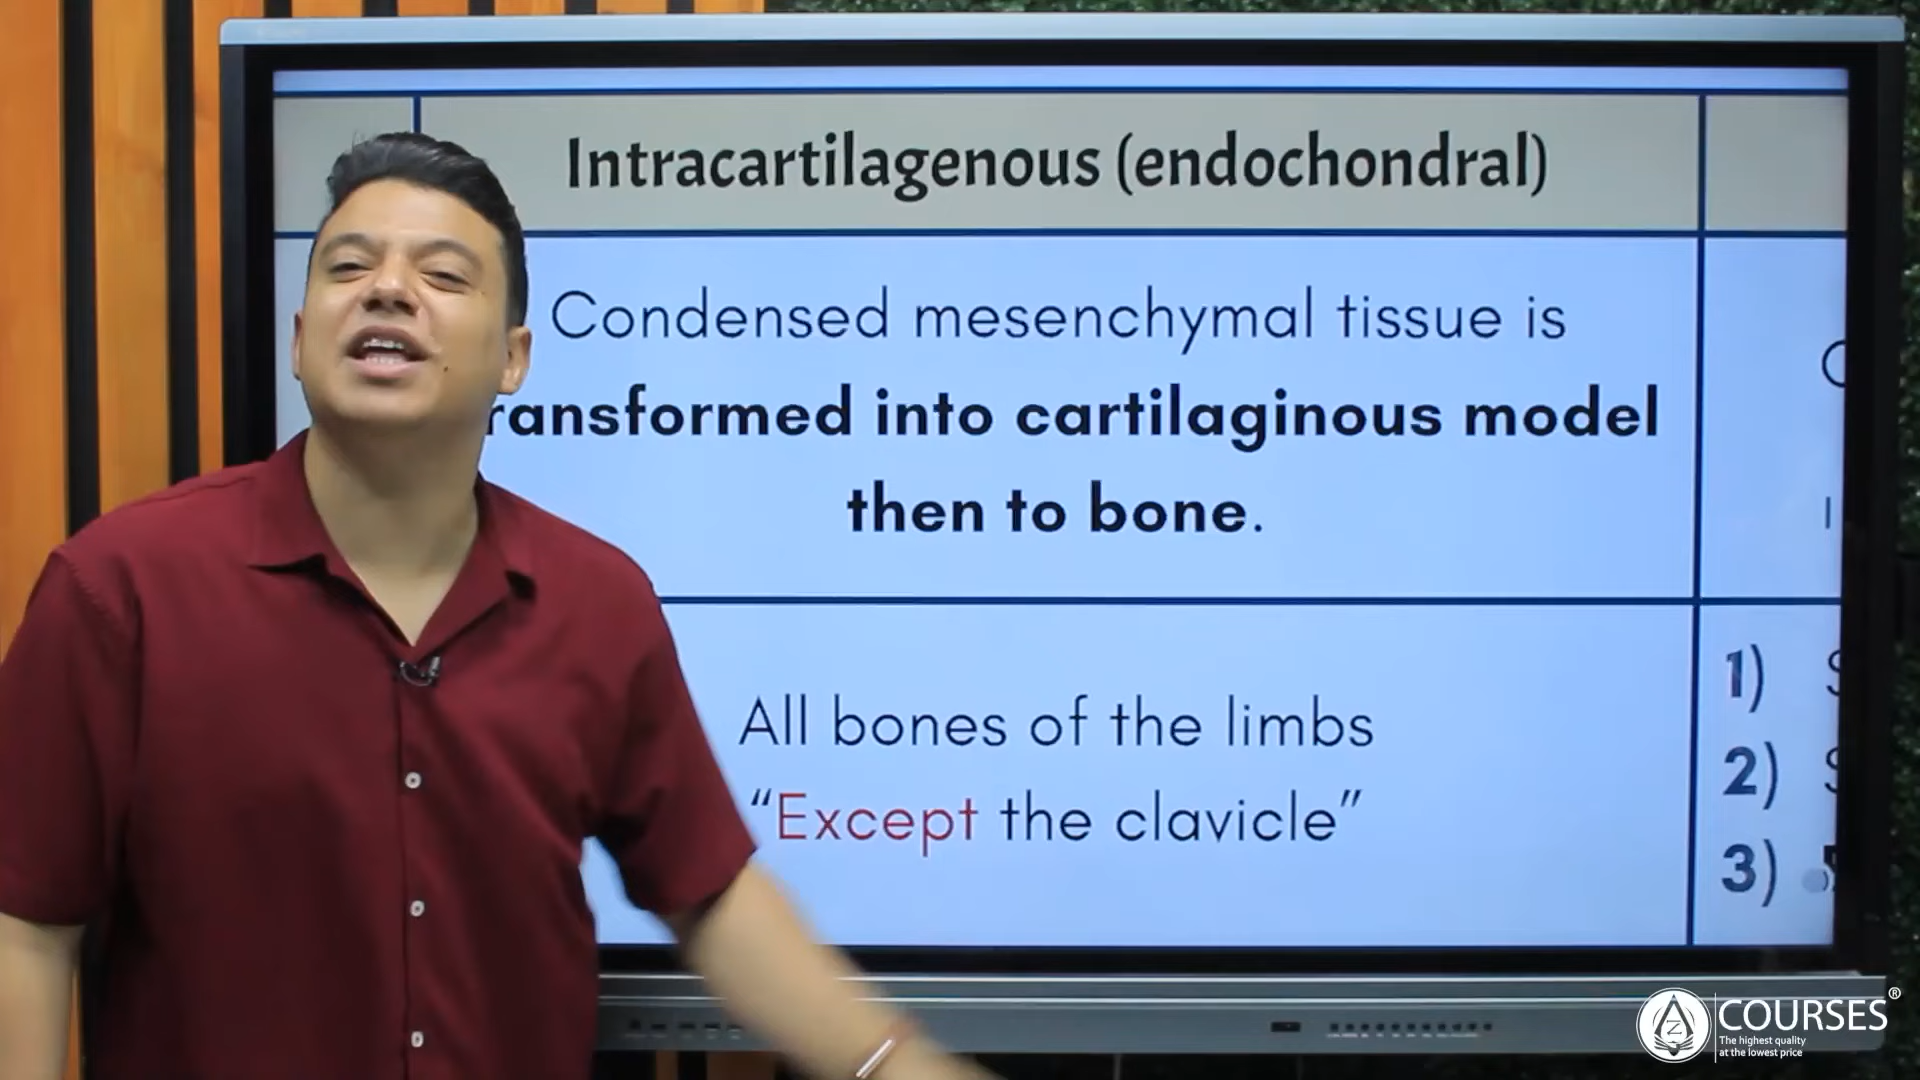 Intracartilagenous (endochondral)
Condensed mesenchymal tissue is
ransformed into cartilaginous model
then to bone.
All bones of the limbs
"Except the clavicle"
1)
2)
3)
COURSES®
The highest quality
at the lowest price